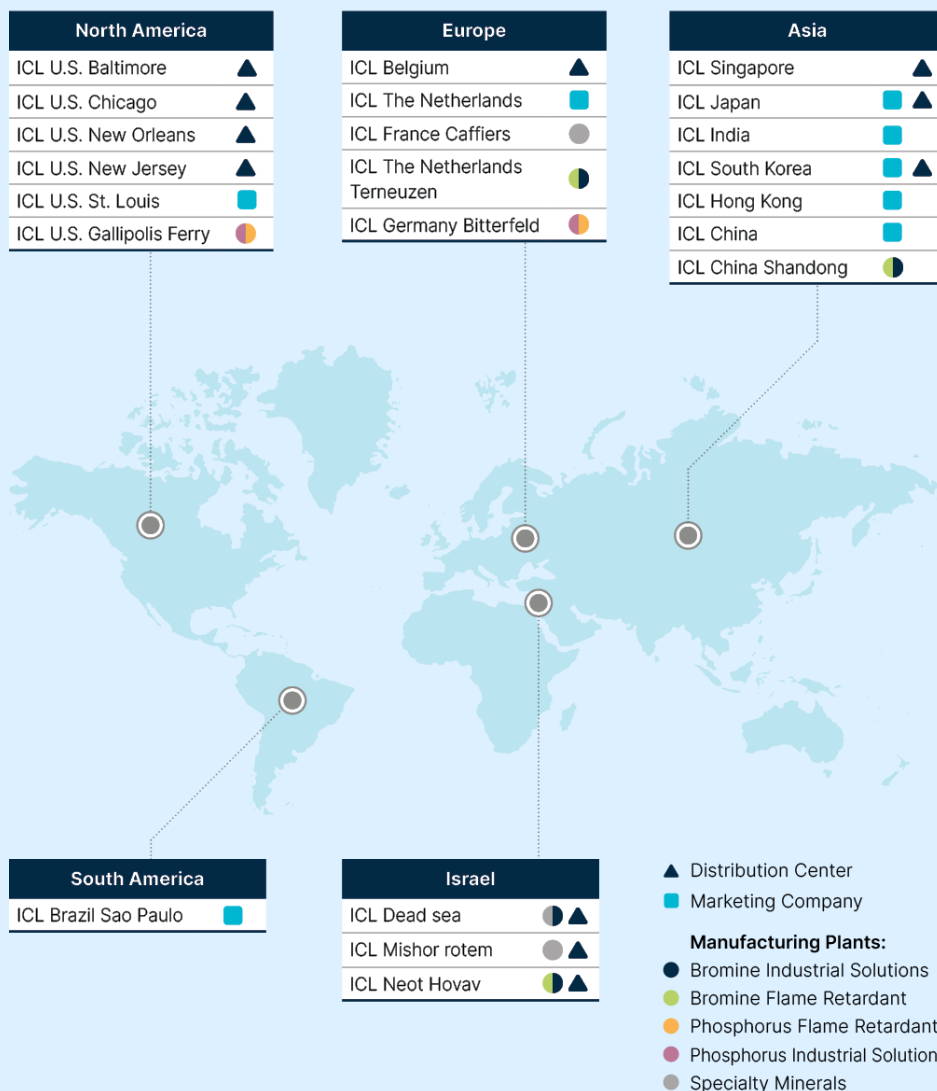 North America
ICL U.S. Baltimore
ICL U.S. Chicago
ICL U.S. New Orleans
ICL U.S. New Jersey
ICL U.S. St. Louis
ICL U.S. Gallipolis Ferry
Europe
ICL Belgium
ICL The Netherlands
ICL France Caffiers
ICL The Netherlands
Terneuzen
ICL Germany Bitterfeld
Asia
ICL Singapore
ICL Japan
ICL India
ICL South Korea
ICL Hong Kong
ICL China
ICL China Shandong
South America
ICL Brazil Sao Paulo
Israel
ICL Dead sea
ICL Mishor rotem
ICL Neot Hovav
Distribution Center
Marketing Company
Manufacturing Plants:
Bromine Industrial Solutions
Bromine Flame Retardant
Phosphorus Flame Retardant
Phosphorus Industrial Solution
Specialty Minerals